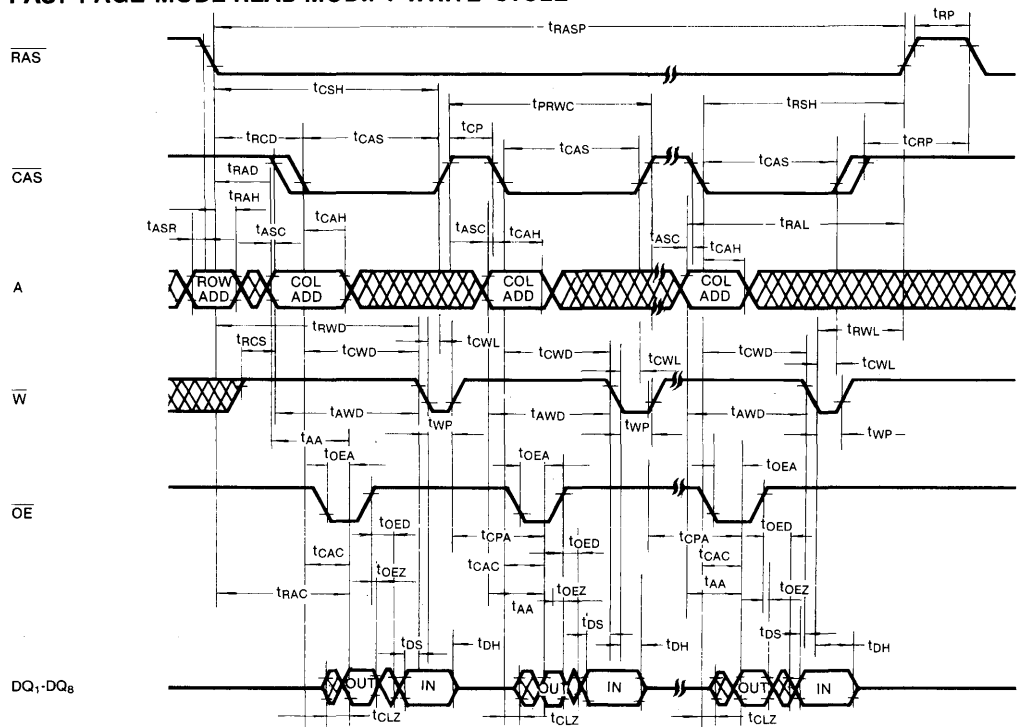 FAST PAGE MODE READ-MODIFY-WRITE CYCLE
tRASP
tRP
RAS
tCSH
tPRWC
tRSH
tRCD
tCAS
tCP
tCAS
tCAS
tCRP
CAS
tRAD
tRAH
tRAL
tASR
tASC
tCAH
tASC
tCAH
tASC
tCAH
A
ROW ADD
COL ADD
COL ADD
COL ADD
tRWD
tRWL
tRCS
tCWD
tCWL
tCWD
tCWL
tCWD
tCWL
W
tAWD
tWP
tAWD
tWP
tAWD
tWP
tAA
tOEA
tOEA
tOEA
OE
tOED
tCPA
tOED
tCPA
tOED
tCAC
tCAC
tCAC
tOEZ
tOEZ
tOEZ
tRAC
tAA
tAA
tDS
tDH
tDS
tDH
tDS
tDH
DQ1-DQ8
OUT
IN
OUT
IN
OUT
IN
tCLZ
tCLZ
tCLZ